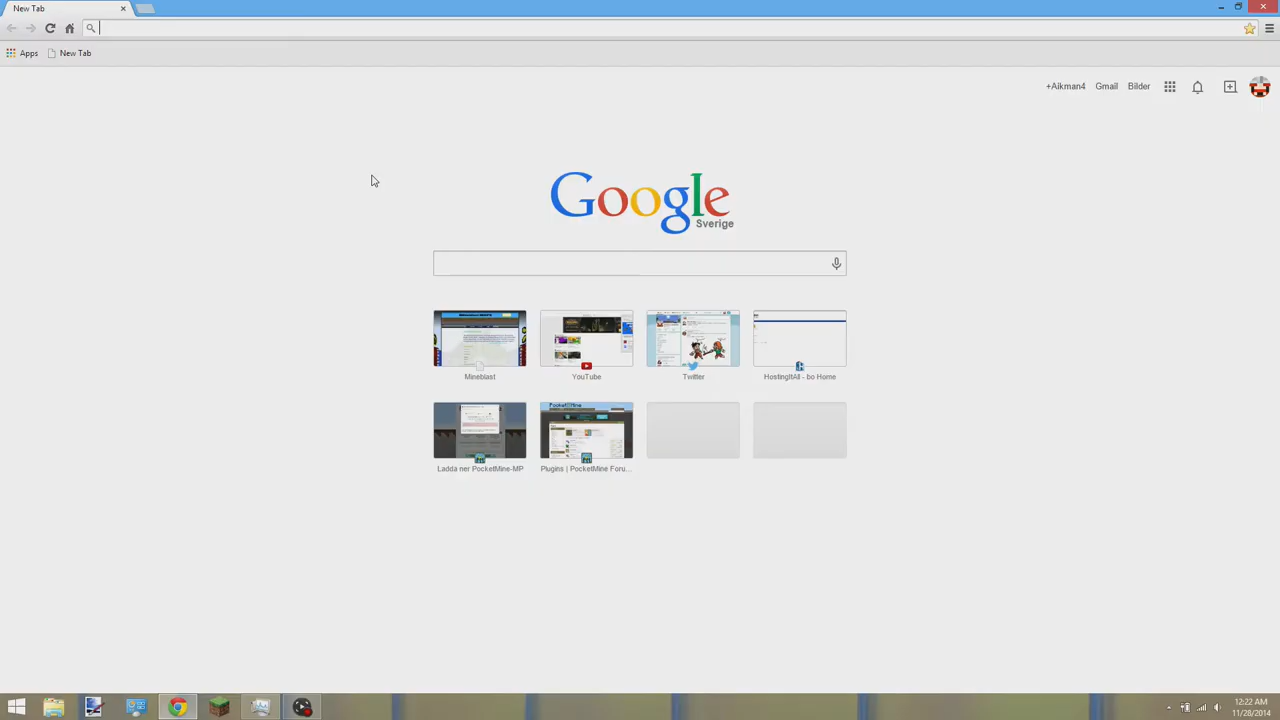 New Tab
Apps
New Tab
+Aikman4
Gmail
Bilder
Google
Sverige
Mineblast
YouTube
Twitter
HostingItAll - bo Home
Ladda ner PocketMine-MP
Plugins | PocketMine Foru...
12:22 AM
11/28/2014